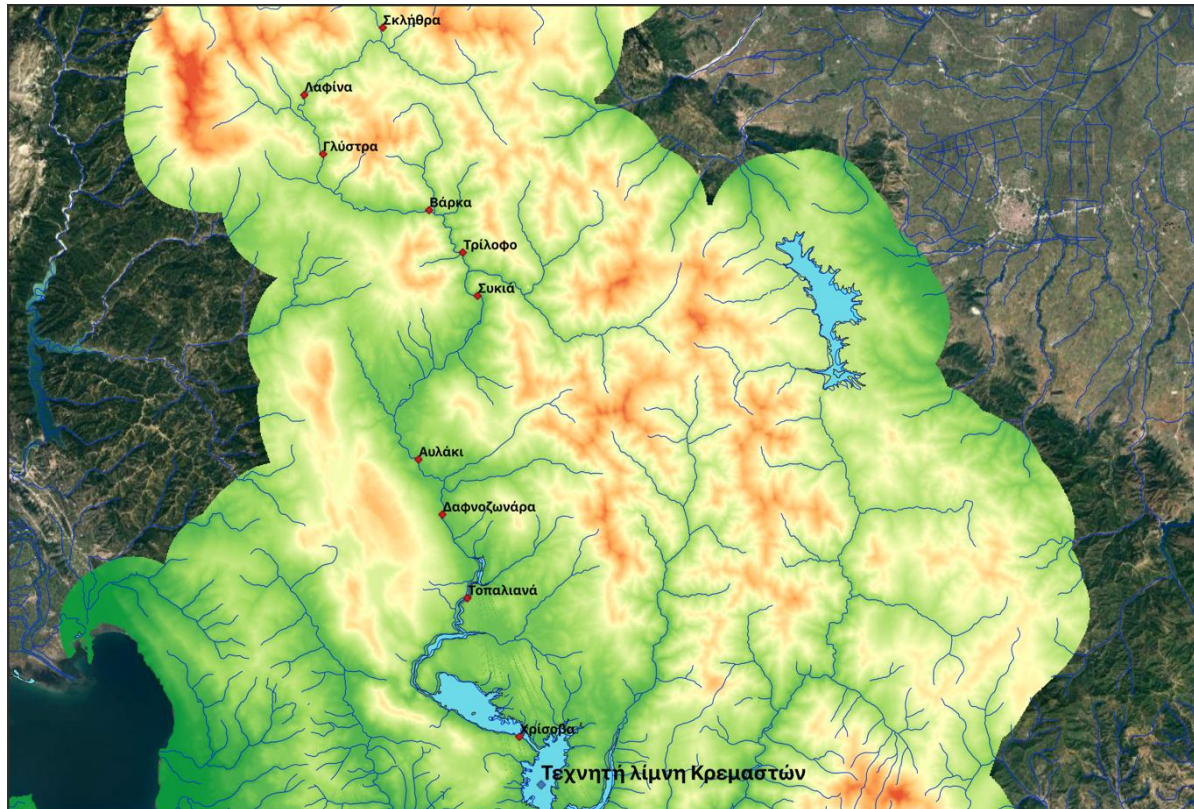 Σκλήθρα
Λαφίνα
Γλύστρα
Βάρκα
Τρίλοφο
Συκιά
Αυλάκι
Δαφνοζωνάρα
Τοπαλιανά
Χρίσοβα
Τεχνητή λίμνη Κρεμαστών